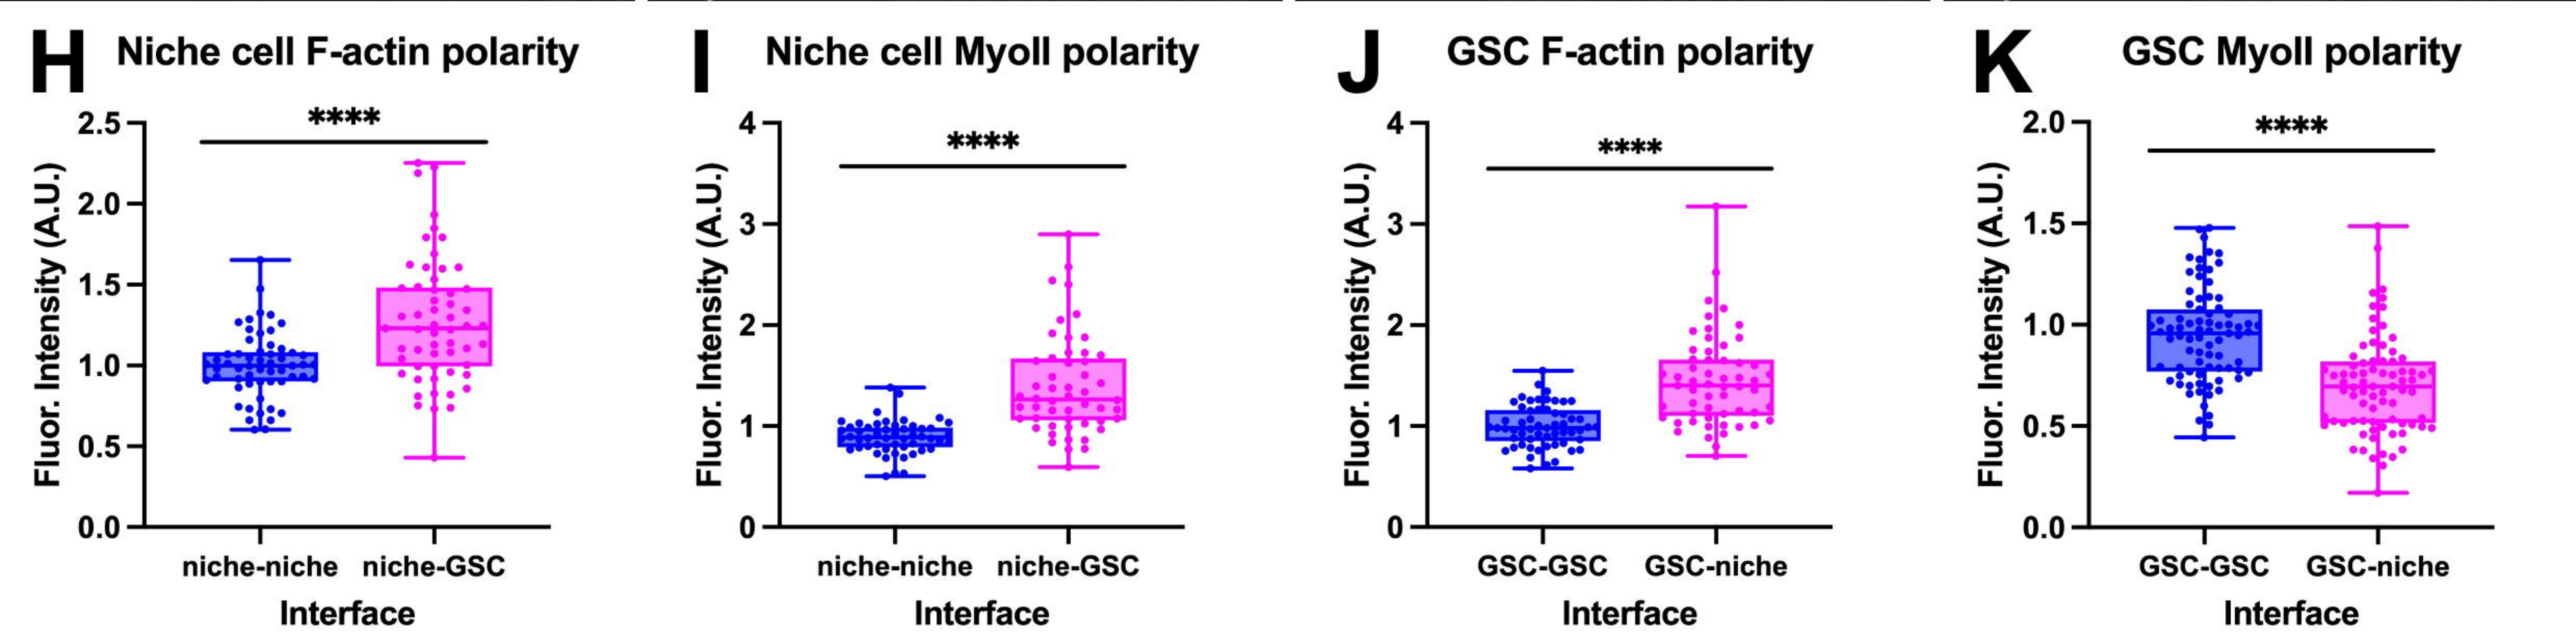 H Niche cell F-actin polarity
****
Fluor. Intensity (A.U.)
2.5
2.0
1.5
1.0
0.5
0.0
niche-niche niche-GSC
Interface
I Niche cell MyoII polarity
****
Fluor. Intensity (A.U.)
4
3
2
1
0
niche-niche niche-GSC
Interface
J GSC F-actin polarity
****
Fluor. Intensity (A.U.)
4
3
2
1
0
GSC-GSC GSC-niche
Interface
K GSC MyoII polarity
****
Fluor. Intensity (A.U.)
2.0
1.5
1.0
0.5
0.0
GSC-GSC GSC-niche
Interface